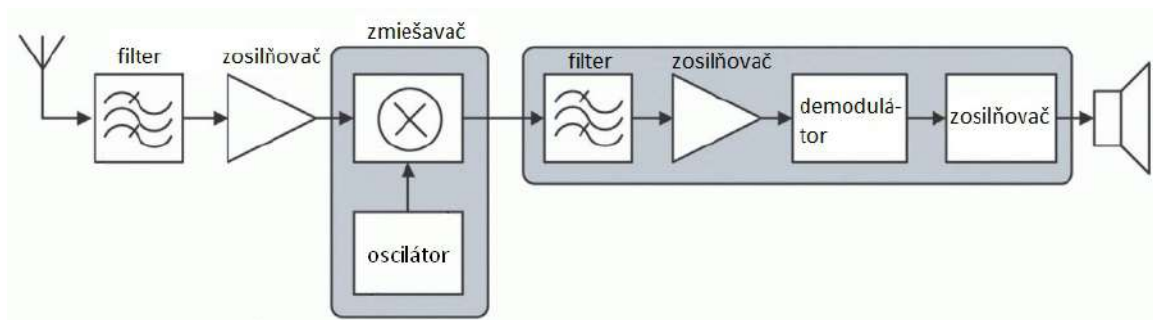 zmiešavač
filter
zosilňovač
filter
zosilňovač
demodulá-
tor
zosilňovač
oscilátor